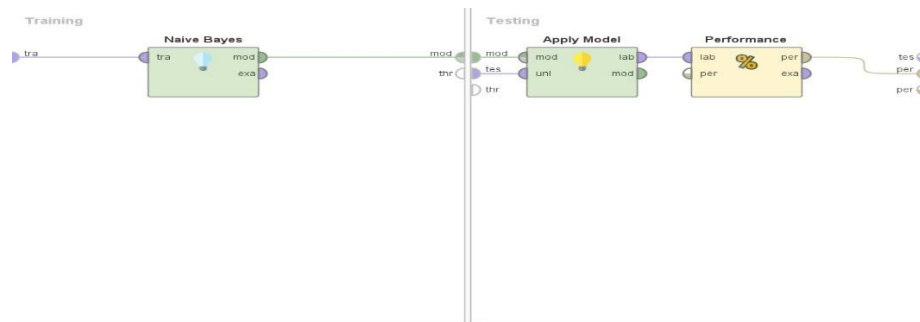 Training
Testing
Naive Bayes
Apply Model
Performance
tra
tra
mod
exa
mod
thr
mod
tes
thr
mod
unl
lab
mod
lab
per
%
per
exa
tes
per
per